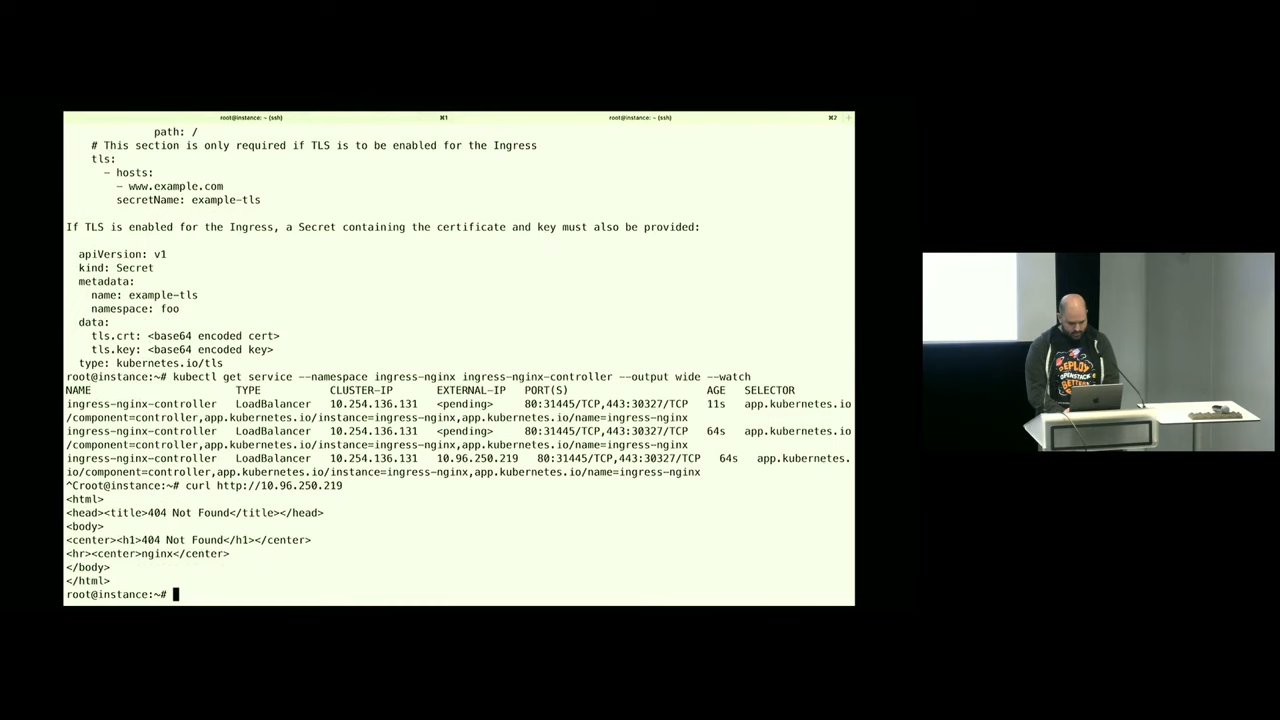 root@instance: ~ (ssh) ⌘1 root@instance: ~ (ssh) ⌘2 +
path: /
# This section is only required if TLS is to be enabled for the Ingress
tls:
- hosts:
- www.example.com
secretName: example-tls
If TLS is enabled for the Ingress, a Secret containing the certificate and key must also be provided:
apiVersion: v1
kind: Secret
metadata:
name: example-tls
namespace: foo
data:
tls.crt: <base64 encoded cert>
tls.key: <base64 encoded key>
type: kubernetes.io/tls
root@instance:~# kubectl get service --namespace ingress-nginx ingress-nginx-controller --output wide --watch
NAME TYPE CLUSTER-IP EXTERNAL-IP PORT(S) AGE SELECTOR
ingress-nginx-controller LoadBalancer 10.254.136.131 <pending> 80:31445/TCP,443:30327/TCP 11s app.kubernetes.io
/component=controller,app.kubernetes.io/instance=ingress-nginx,app.kubernetes.io/name=ingress-nginx
ingress-nginx-controller LoadBalancer 10.254.136.131 <pending> 80:31445/TCP,443:30327/TCP 64s app.kubernetes.io
/component=controller,app.kubernetes.io/instance=ingress-nginx,app.kubernetes.io/name=ingress-nginx
ingress-nginx-controller LoadBalancer 10.254.136.131 10.96.250.219 80:31445/TCP,443:30327/TCP 64s app.kubernetes.
io/component=controller,app.kubernetes.io/instance=ingress-nginx,app.kubernetes.io/name=ingress-nginx
^Croot@instance:~# curl http://10.96.250.219
<html>
<head><title>404 Not Found</title></head>
<body>
<center><h1>404 Not Found</h1></center>
<hr><center>nginx</center>
</body>
</html>
root@instance:~#
DEPLOY
OPENSTACK
BETTER